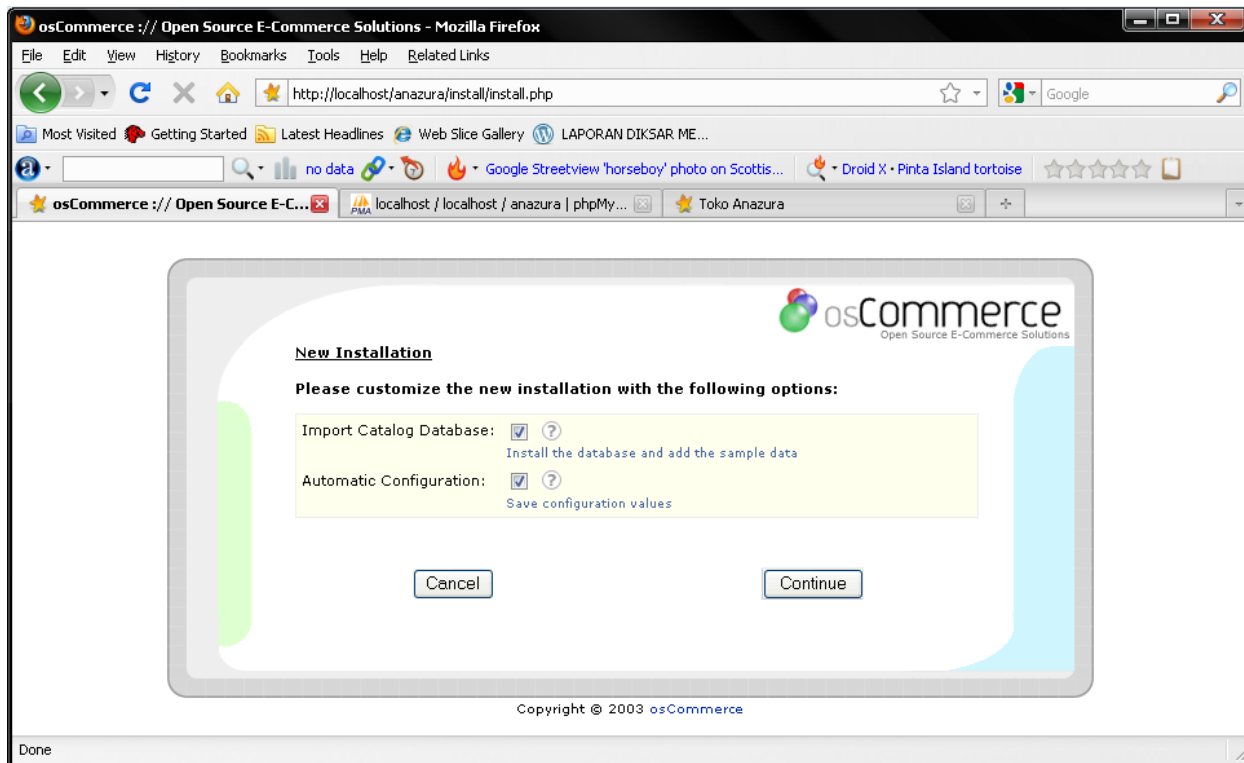 osCommerce :// Open Source E-Commerce Solutions - Mozilla Firefox
File Edit View History Bookmarks Tools Help Related Links
http://localhost/anazura/install/install.php Google
Most Visited Getting Started Latest Headlines Web Slice Gallery LAPORAN DIKSAR ME...
a no data Google Streetview 'horseboy' photo on Scottis... Droid X • Pinta Island tortoise
osCommerce :// Open Source E-C... PMA localhost / localhost / anazura | phpMy... Toko Anazura
osCommerce
Open Source E-Commerce Solutions
New Installation
Please customize the new installation with the following options:
Import Catalog Database: ?
Install the database and add the sample data
Automatic Configuration: ?
Save configuration values
Cancel Continue
Copyright © 2003 osCommerce
Done